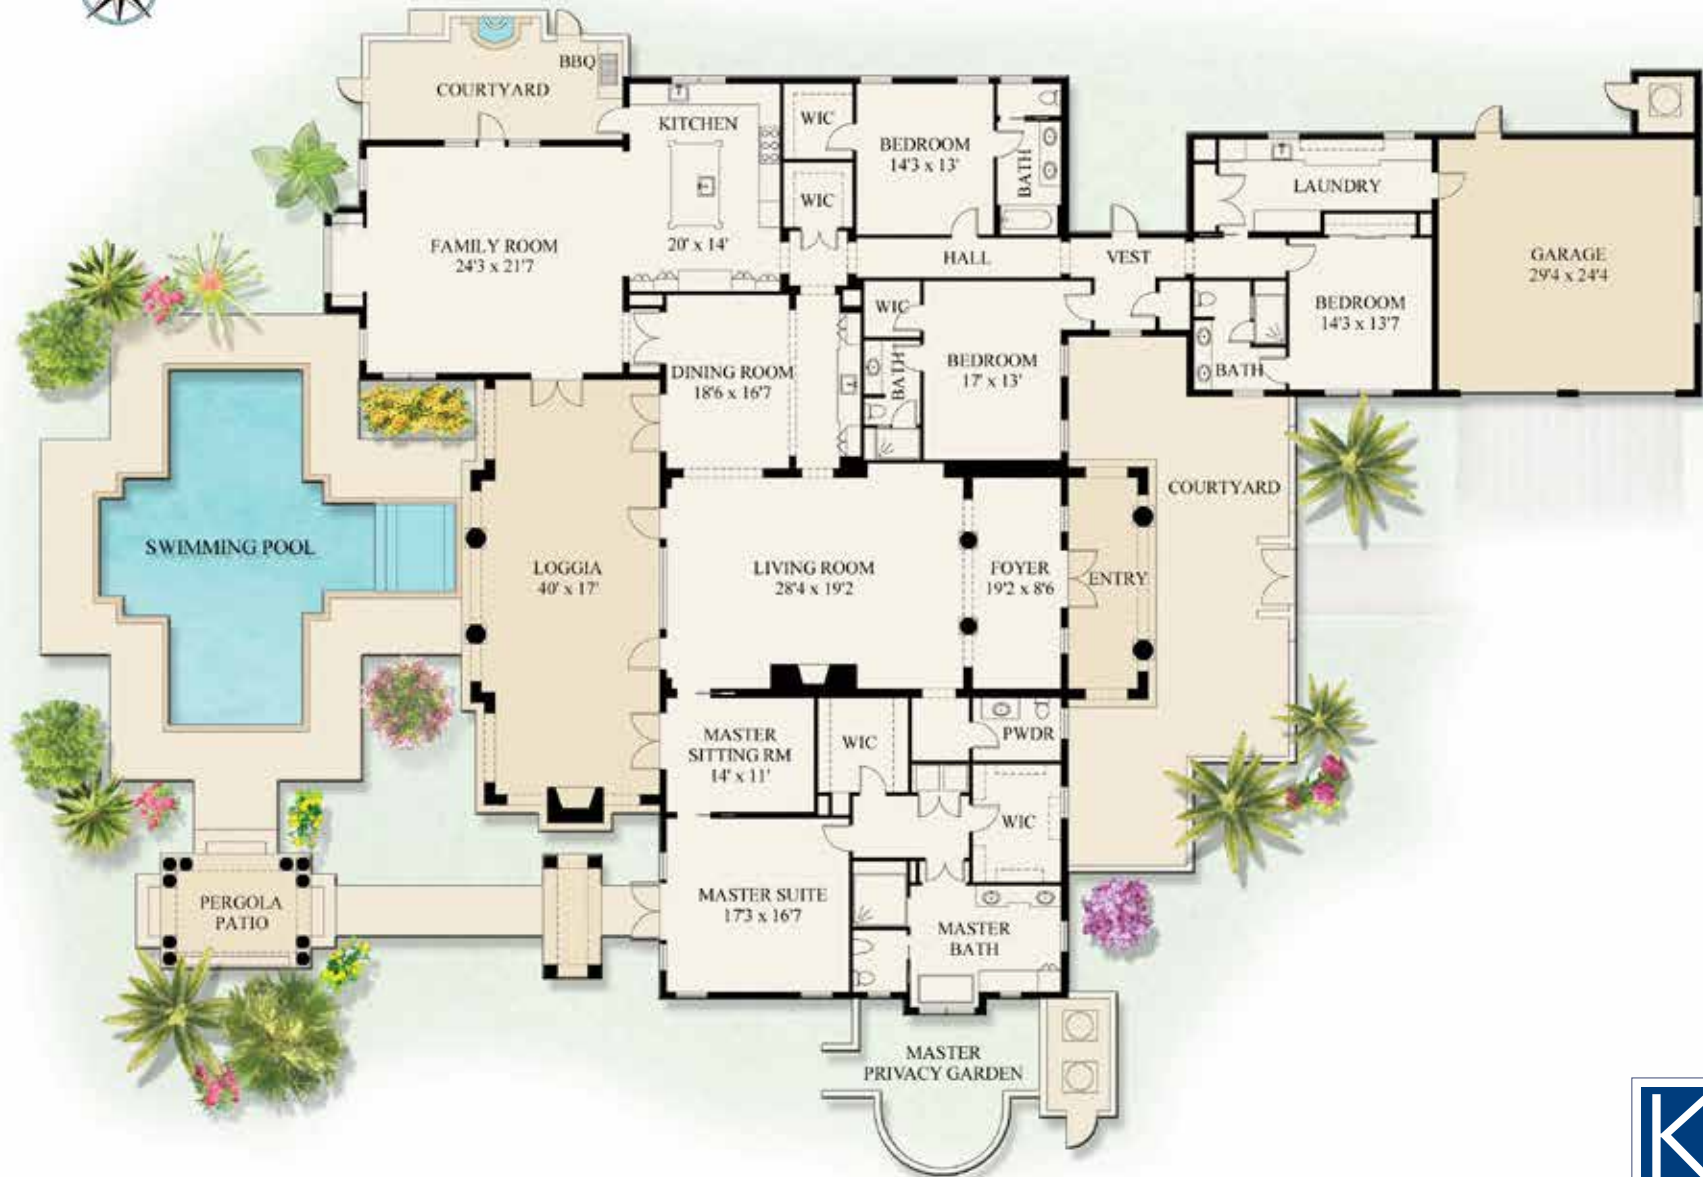 BBQ
COURTYARD
KITCHEN
20' x 14'
WIC
WIC
BEDROOM
14'3 x 13'
BATH
LAUNDRY
FAMILY ROOM
24'3 x 21'7
HALL
VEST
GARAGE
29'4 x 24'4
BEDROOM
14'3 x 13'7
BATH
WIC
BATH
BEDROOM
17' x 13'
DINING ROOM
18'6 x 16'7
COURTYARD
SWIMMING POOL
LOGGIA
40' x 17'
LIVING ROOM
28'4 x 19'2
FOYER
19'2 x 8'6
ENTRY
MASTER
SITTING RM
14' x 11'
WIC
PWDR
WIC
PERGOLA
PATIO
MASTER SUITE
17'3 x 16'7
MASTER
BATH
MASTER
PRIVACY GARDEN
K